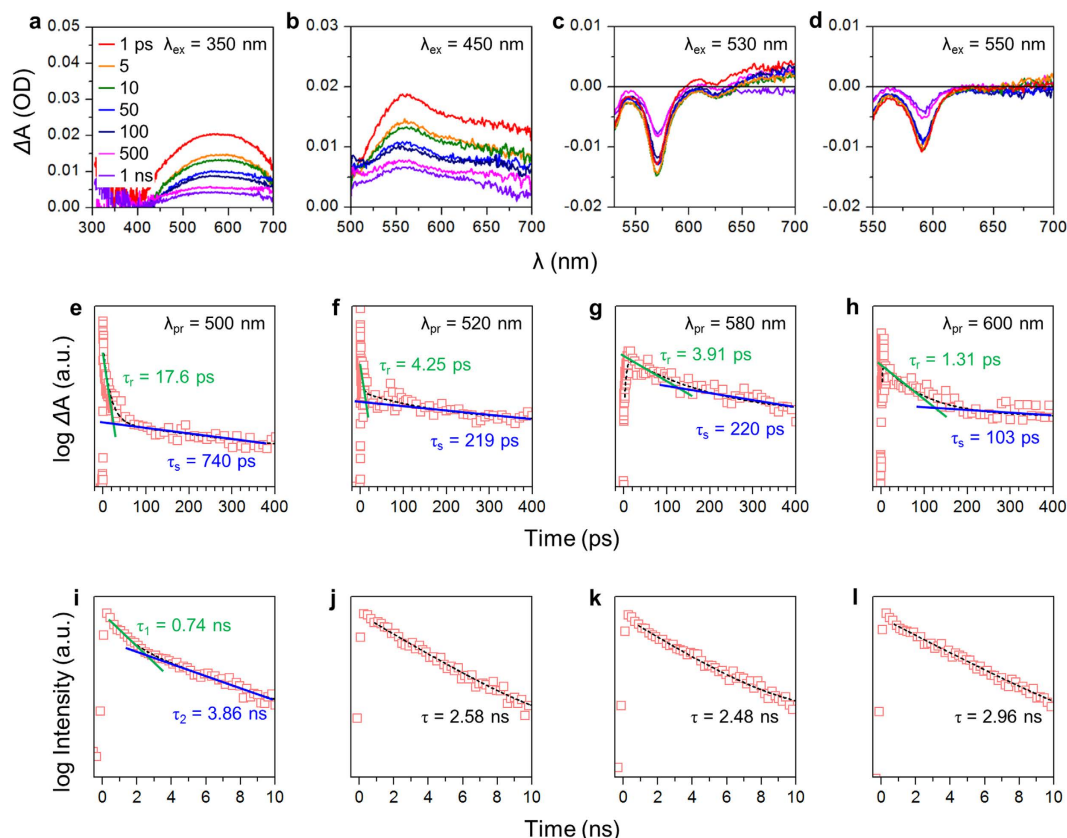 a b c d
λex = 350 nm
λex = 450 nm
λex = 530 nm
λex = 550 nm
1 ps
5
10
50
100
500
1 ns
ΔA (OD)
0.05
0.04
0.03
0.02
0.01
0.00
300 400 500 600 700
0.03
0.02
0.01
0.00
500 550 600 650 700
0.01
0.00
-0.01
-0.02
550 600 650 700
0.01
0.00
-0.01
-0.02
550 600 650 700
λ (nm)
e f g h
λpr = 500 nm
λpr = 520 nm
λpr = 580 nm
λpr = 600 nm
τr = 17.6 ps
τr = 4.25 ps
τr = 3.91 ps
τr = 1.31 ps
τs = 740 ps
τs = 219 ps
τs = 220 ps
τs = 103 ps
log ΔA (a.u.)
0 100 200 300 400
0 100 200 300 400
0 100 200 300 400
0 100 200 300 400
Time (ps)
i j k l
τ1 = 0.74 ns
τ2 = 3.86 ns
τ = 2.58 ns
τ = 2.48 ns
τ = 2.96 ns
log Intensity (a.u.)
0 2 4 6 8 10
0 2 4 6 8 10
0 2 4 6 8 10
0 2 4 6 8 10
Time (ns)